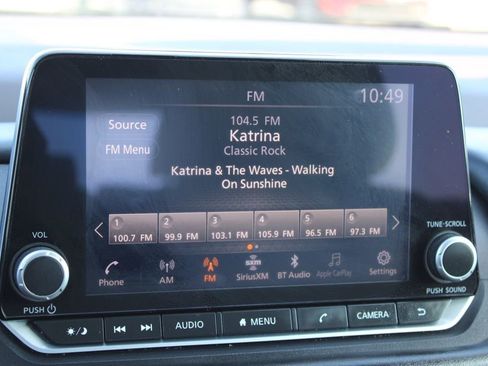 FM
10:49
Source
104.5 FM
Katrina
FM Menu
Classic Rock
Katrina & The Waves - Walking
On Sunshine
1 2 3 4 5 6
100.7 FM 99.9 FM 103.1 FM 105.9 FM 96.5 FM 97.3 FM
VOL
TUNE·SCROLL
Phone AM FM SiriusXM BT Audio Apple CarPlay Settings
sxm
PUSH
PUSH SOUND
AUDIO MENU CAMERA